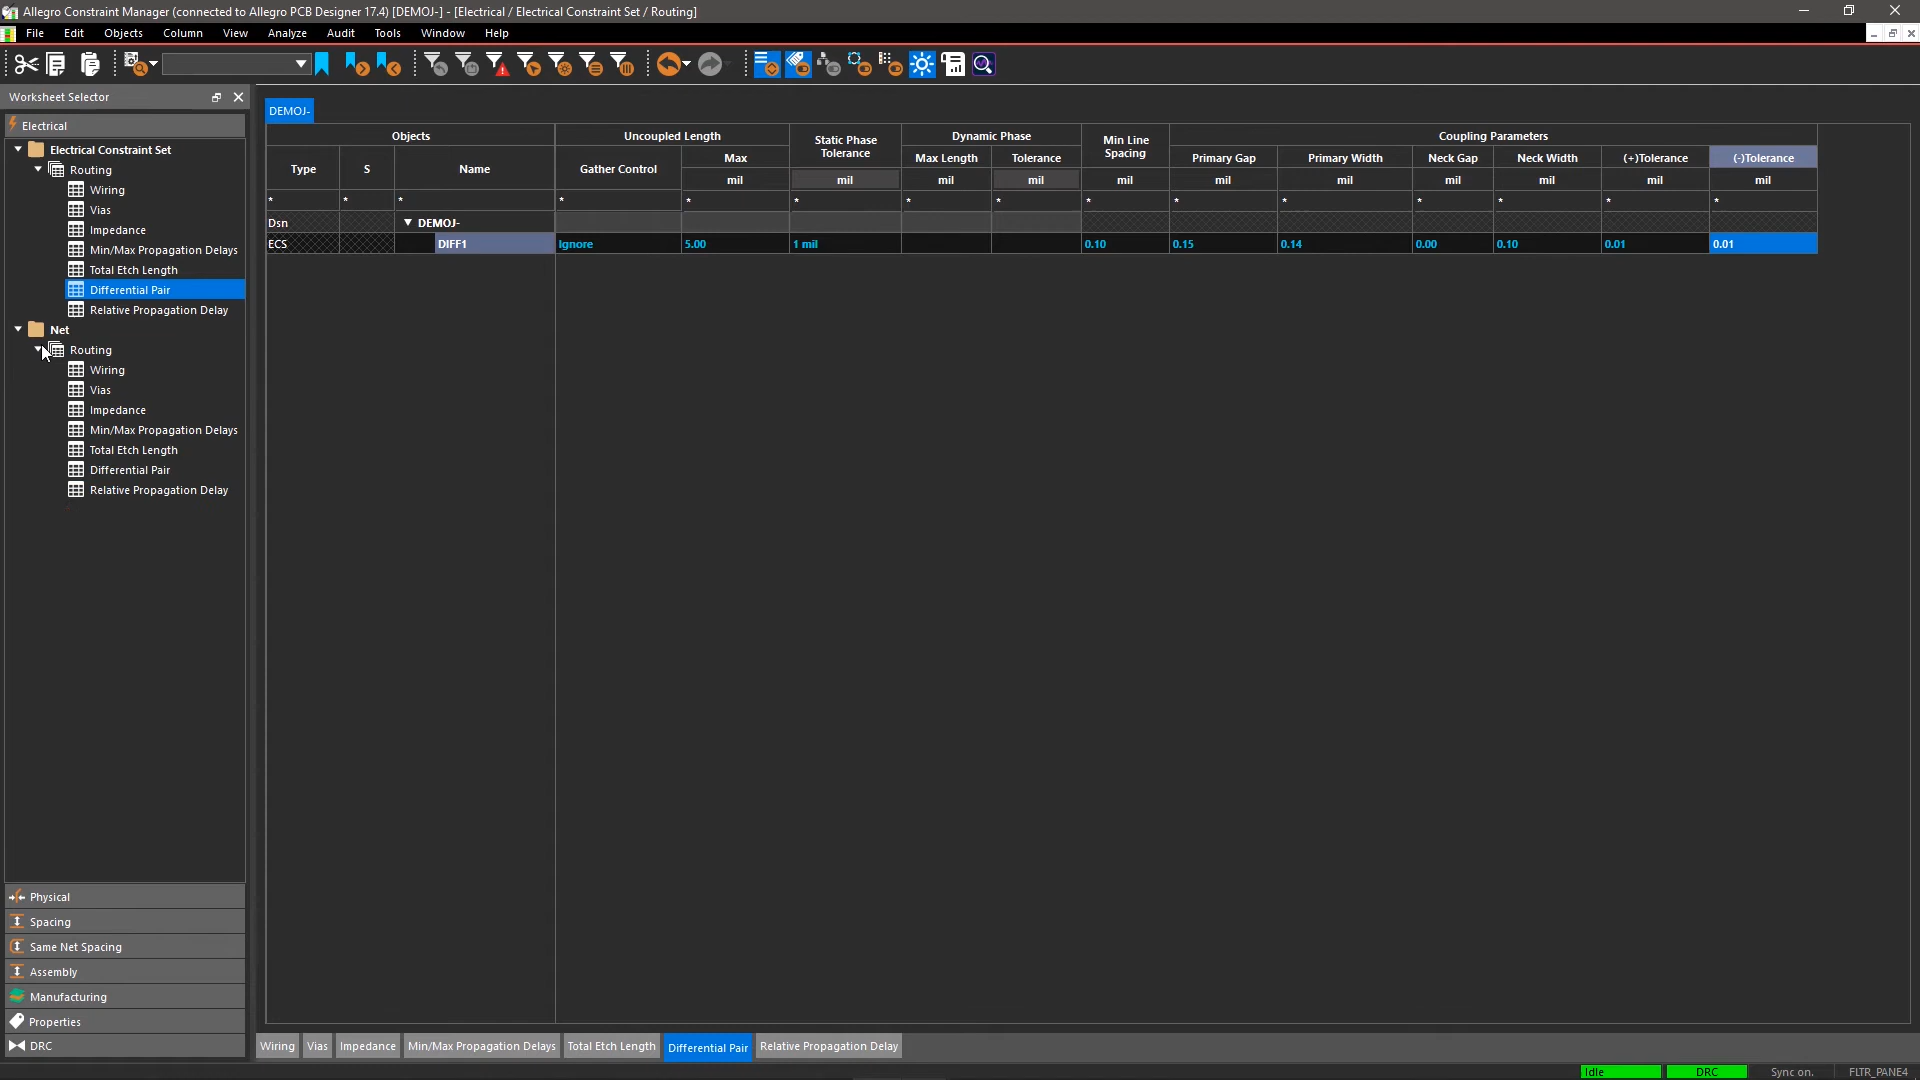 Allegro Constraint Manager (connected to Allegro PCB Designer 17.4) [DEMOJ-] - [Electrical / Electrical Constraint Set / Routing]
File Edit Objects Column View Analyze Audit Tools Window Help
Worksheet Selector
Electrical
Electrical Constraint Set
Routing
Wiring
Vias
Impedance
Min/Max Propagation Delays
Total Etch Length
Differential Pair
Relative Propagation Delay
Net
Routing
Wiring
Vias
Impedance
Min/Max Propagation Delays
Total Etch Length
Differential Pair
Relative Propagation Delay
Physical
Spacing
Same Net Spacing
Assembly
Manufacturing
Properties
DRC
DEMOJ-
Objects Uncoupled Length Static Phase Tolerance Dynamic Phase Min Line Spacing Coupling Parameters
Type S Name Gather Control Max Max Length Tolerance Primary Gap Primary Width Neck Gap Neck Width (+)Tolerance (-)Tolerance
mil mil mil mil mil mil mil mil mil mil mil
* * * * * * * * * * * * * * *
Dsn DEMOJ-
ECS DIFF1 Ignore 5.00 1 mil 0.10 0.15 0.14 0.00 0.10 0.01 0.01
Wiring Vias Impedance Min/Max Propagation Delays Total Etch Length Differential Pair Relative Propagation Delay
Idle DRC Sync on. FLTR_PANE4